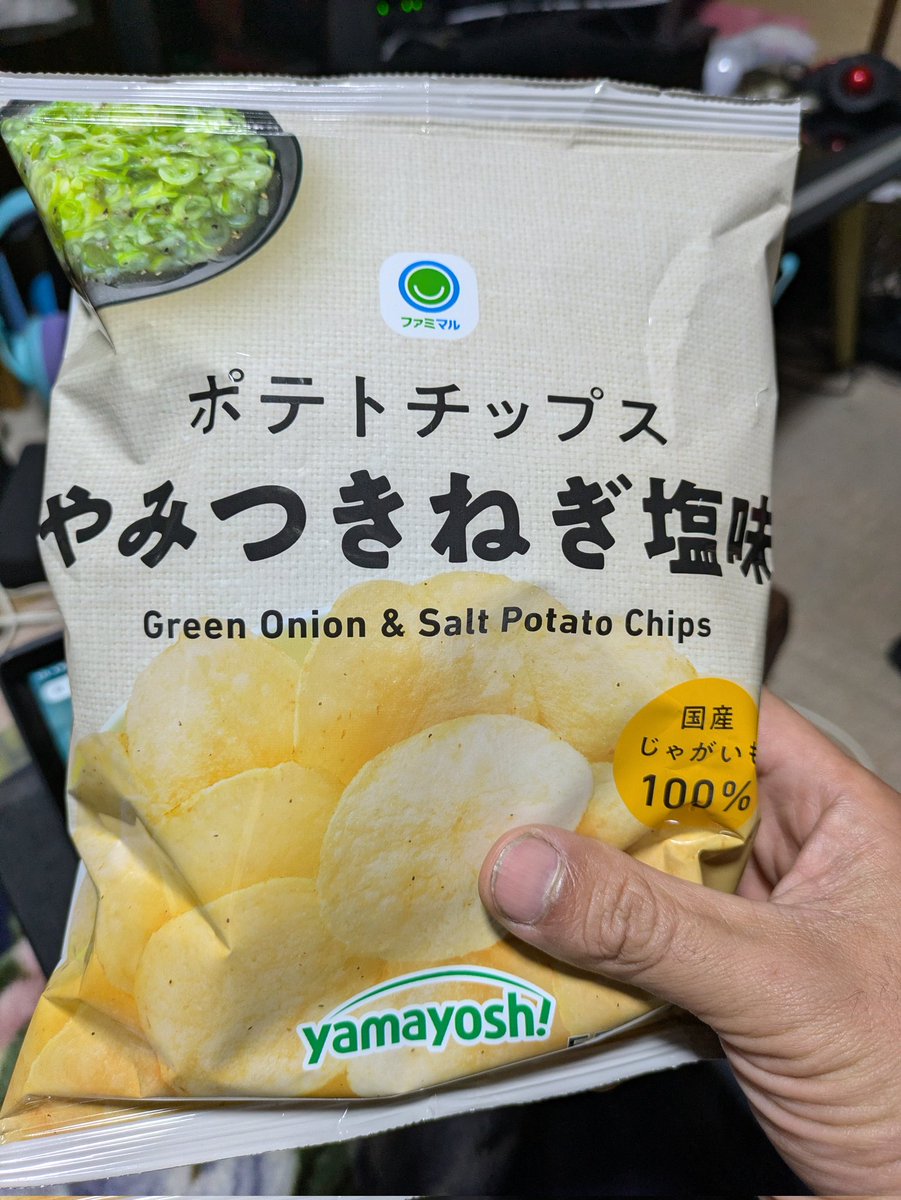 ファミマル
ポテトチップス
やみつきねぎ塩味
Green Onion & Salt Potato Chips
国産
じゃがいも
100%
yamayosh!